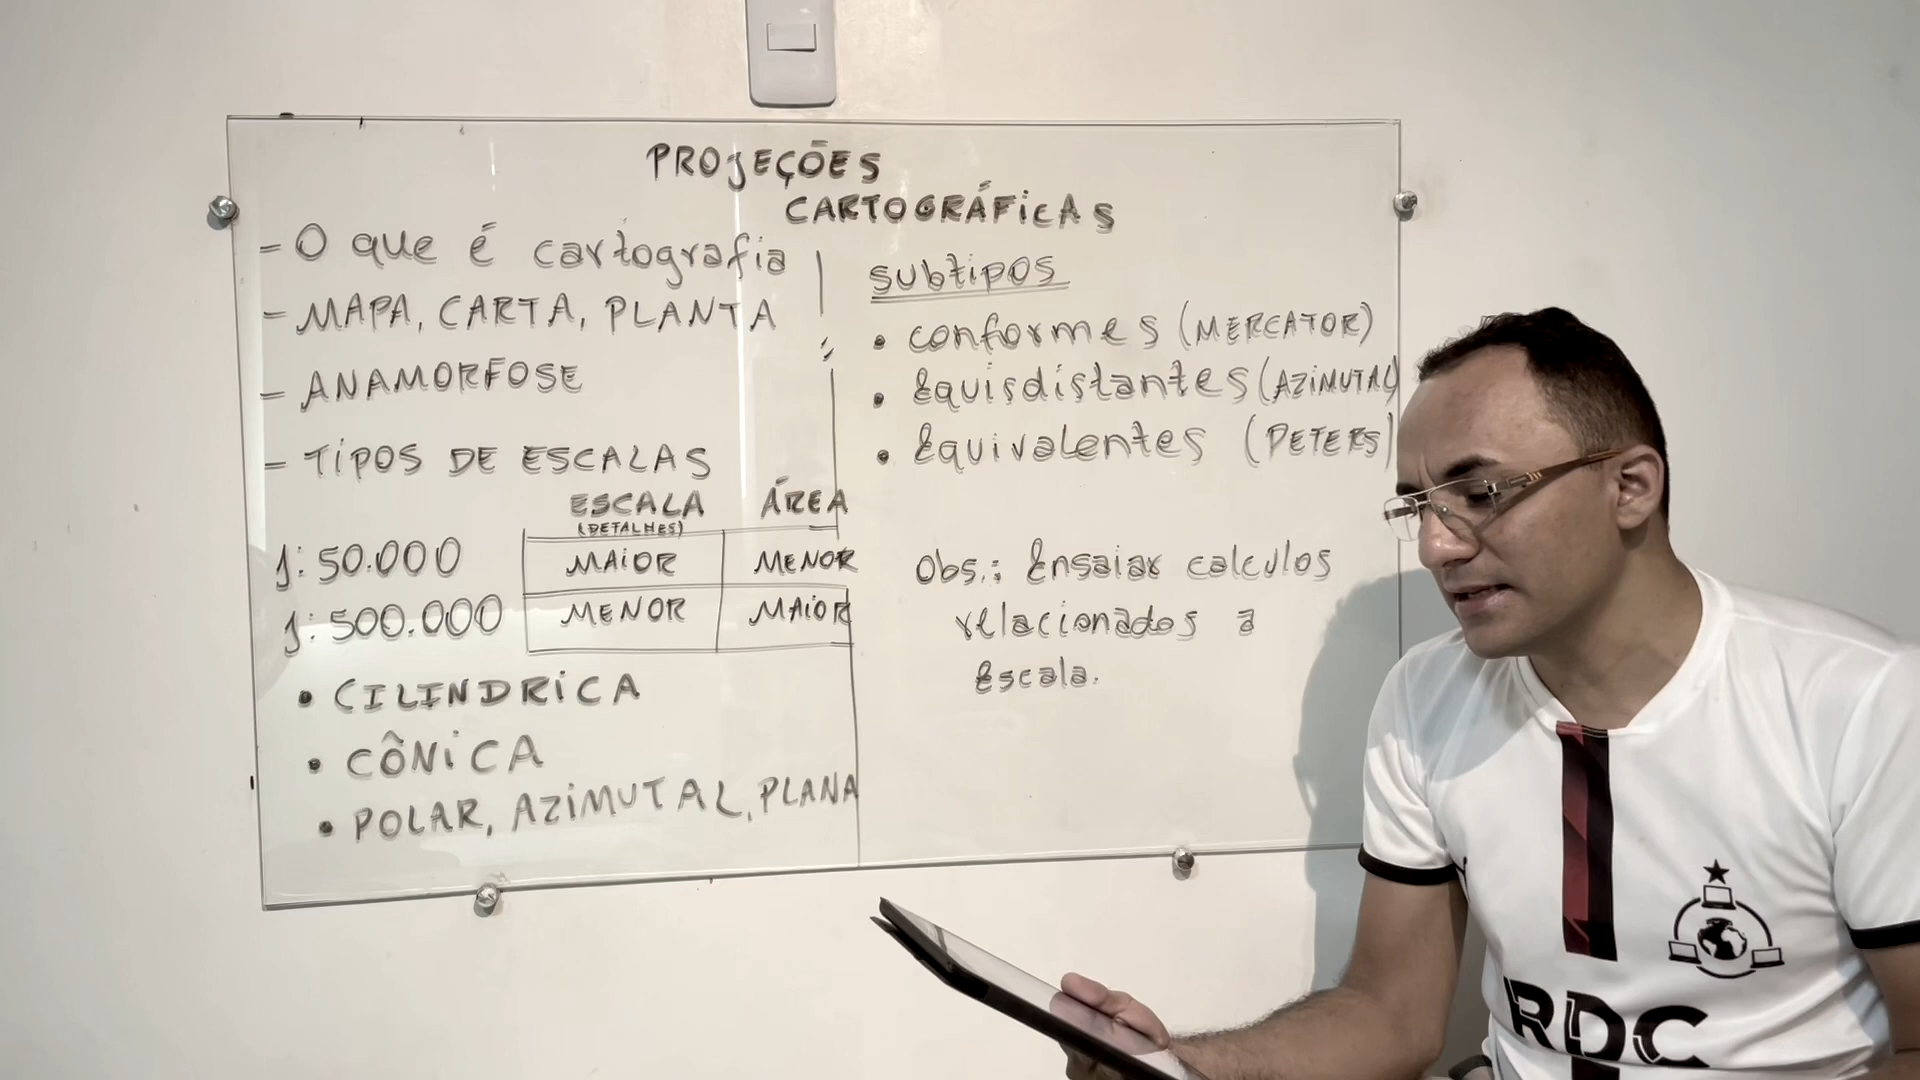 PROJEÇÕES
CARTOGRÁFICAS
- O que é cartografia
- MAPA, CARTA, PLANTA
- ANAMORFOSE
- TIPOS DE ESCALAS
ESCALA ÁREA
(DETALHES)
1:50.000 MAIOR MENOR
1:500.000 MENOR MAIOR
• CILINDRICA
• CÔNICA
• POLAR, AZIMUTAL, PLANA
subtipos
• conformes (MERCATOR)
• Equisdistantes (AZIMUTAL)
• Equivalentes (PETERS)
Obs.: Ensaiar calculos
relacionados a
Escala.
RDC